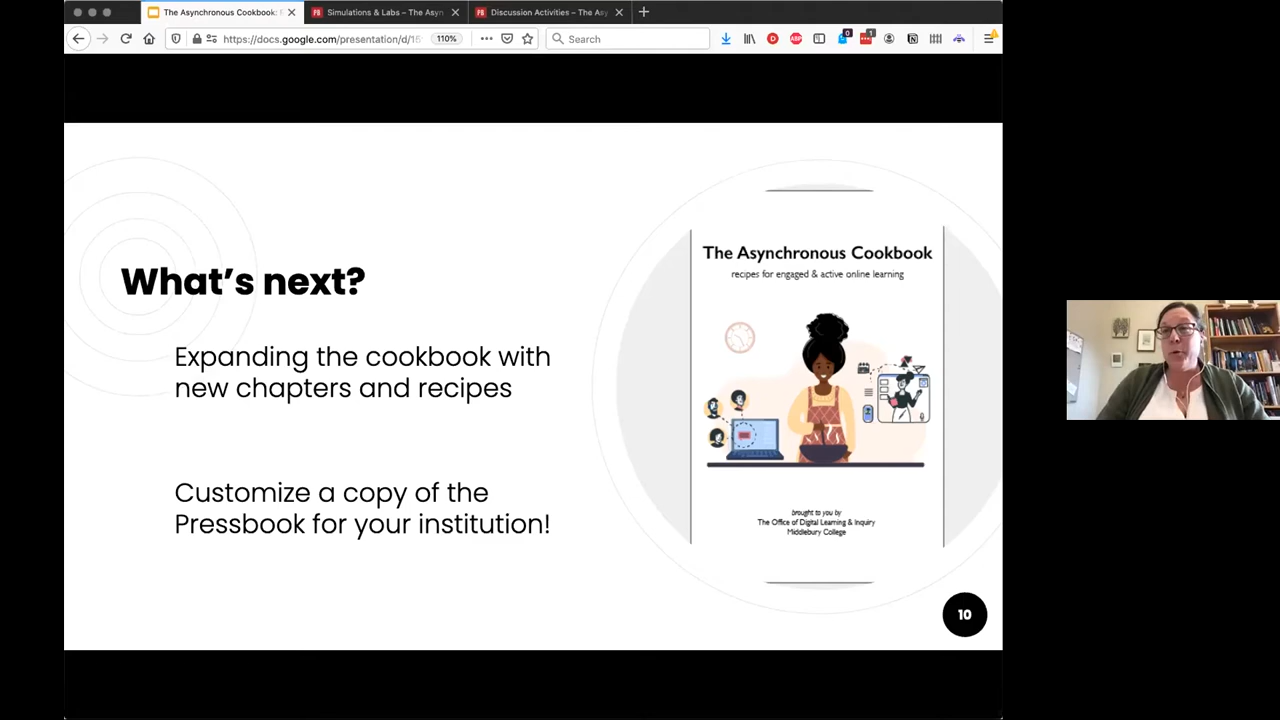 The Asynchronous Cookbook:
Simulations & Labs – The Asyn
Discussion Activities – The Asy
https://docs.google.com/presentation/d/15
110%
Search
What's next?
Expanding the cookbook with
new chapters and recipes
Customize a copy of the
Pressbook for your institution!
The Asynchronous Cookbook
recipes for engaged & active online learning
brought to you by
The Office of Digital Learning & Inquiry
Middlebury College
10